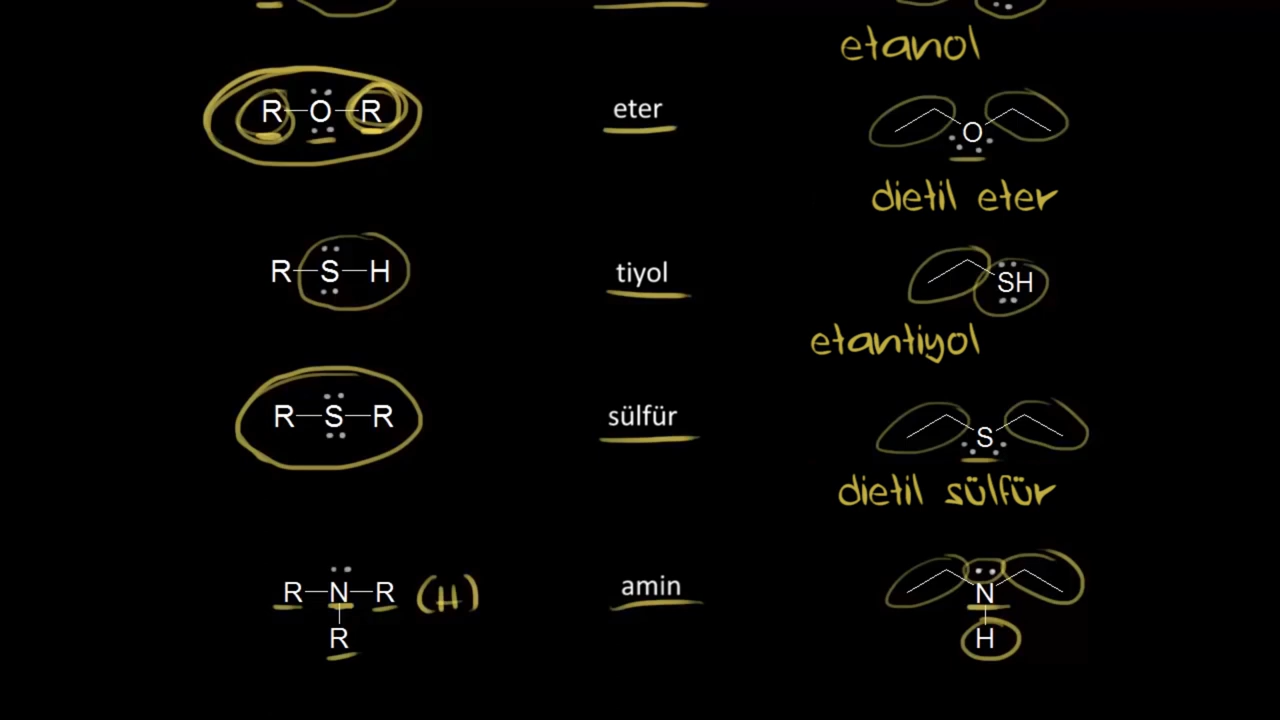 etanol
R—O—R eter O
dietil eter
R—S—H tiyol SH
etantiyol
R—S—R sülfür S
dietil sülfür
R—N—R (H) amin N
R H